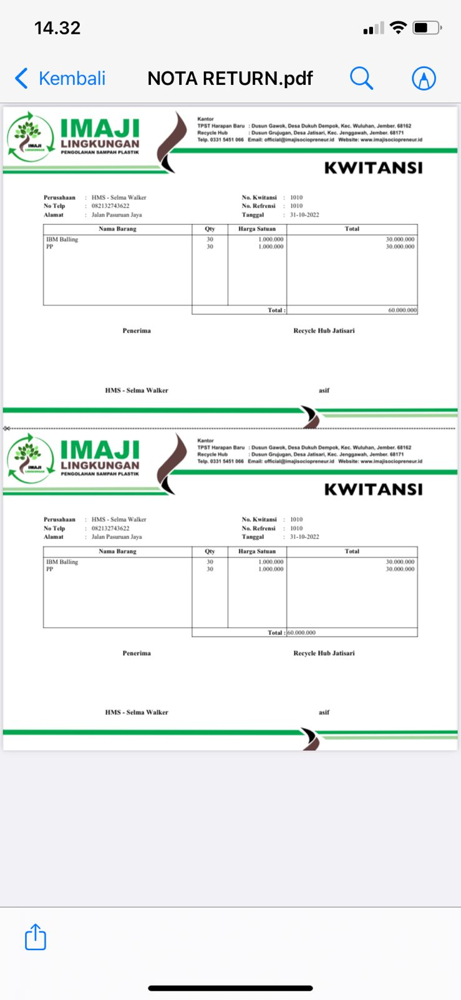 14.32
Kembali NOTA RETURN.pdf
IMAJI
LINGKUNGAN
PENGOLAHAN SAMPAH PLASTIK
IMAJI
LINGKUNGAN
Kantor
TPST Harapan Baru : Dusun Gawok, Desa Dukuh Dempok, Kec. Wuluhan, Jember. 68162
Recycle Hub : Dusun Grujugan, Desa Jatisari, Kec. Jenggawah, Jember. 68171
Telp. 0331 5451 066 Email: official@imajisociopreneur.id Website: www.imajisociopreneur.id
KWITANSI
Perusahaan : HMS - Selma Walker No. Kwitansi : 1010
No Telp : 082132743622 No. Refrensi : 1010
Alamat : Jalan Pasuruan Jaya Tanggal : 31-10-2022
Nama Barang Qty Harga Satuan Total
IBM Balling 30 1.000.000 30.000.000
PP 30 1.000.000 30.000.000
Total : 60.000.000
Penerima Recycle Hub Jatisari
HMS - Selma Walker asif
IMAJI
LINGKUNGAN
PENGOLAHAN SAMPAH PLASTIK
IMAJI
LINGKUNGAN
Kantor
TPST Harapan Baru : Dusun Gawok, Desa Dukuh Dempok, Kec. Wuluhan, Jember. 68162
Recycle Hub : Dusun Grujugan, Desa Jatisari, Kec. Jenggawah, Jember. 68171
Telp. 0331 5451 066 Email: official@imajisociopreneur.id Website: www.imajisociopreneur.id
KWITANSI
Perusahaan : HMS - Selma Walker No. Kwitansi : 1010
No Telp : 082132743622 No. Refrensi : 1010
Alamat : Jalan Pasuruan Jaya Tanggal : 31-10-2022
Nama Barang Qty Harga Satuan Total
IBM Balling 30 1.000.000 30.000.000
PP 30 1.000.000 30.000.000
Total : 60.000.000
Penerima Recycle Hub Jatisari
HMS - Selma Walker asif